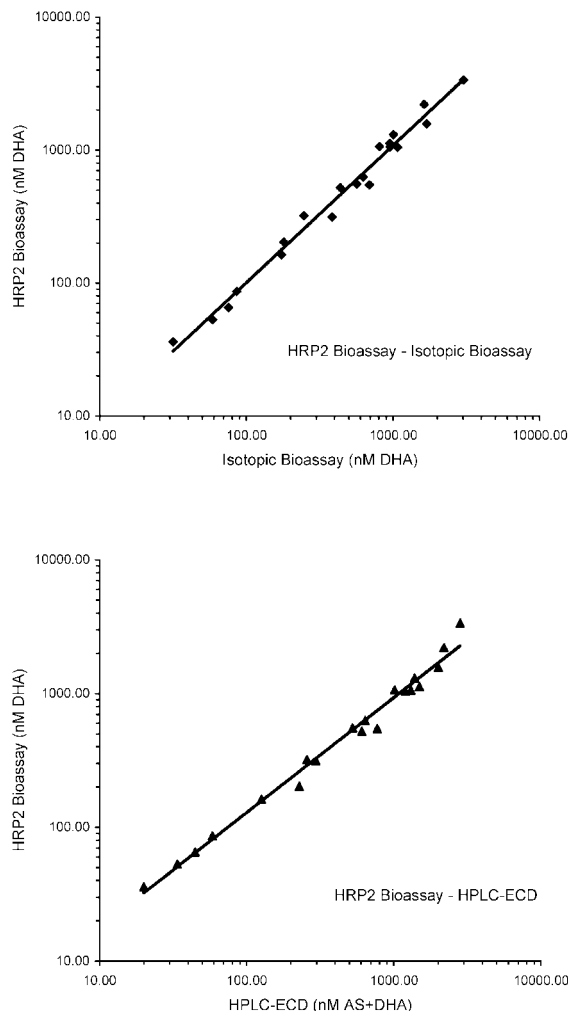 10000.00
1000.00
100.00
10.00
HRP2 Bioassay (nM DHA)
HRP2 Bioassay - Isotopic Bioassay
10.00 100.00 1000.00 10000.00
Isotopic Bioassay (nM DHA)
10000.00
1000.00
100.00
10.00
HRP2 Bioassay (nM DHA)
HRP2 Bioassay - HPLC-ECD
10.00 100.00 1000.00 10000.00
HPLC-ECD (nM AS+DHA)